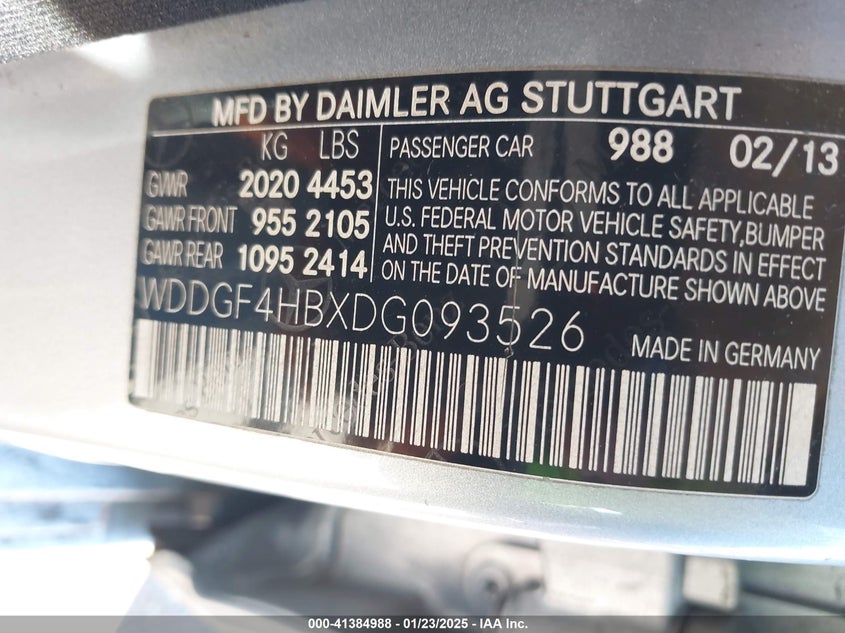 MFD BY DAIMLER AG STUTTGART
KG LBS
GVWR 2020 4453
GAWR FRONT 955 2105
GAWR REAR 1095 2414
PASSENGER CAR 988 02/13
THIS VEHICLE CONFORMS TO ALL APPLICABLE
U.S. FEDERAL MOTOR VEHICLE SAFETY,BUMPER
AND THEFT PREVENTION STANDARDS IN EFFECT
ON THE DATE OF MANUFACTURE SHOWN ABOVE
WDDGF4HBXDG093526
MADE IN GERMANY
000-41384988 | 01/23/2025 | IAA Inc.